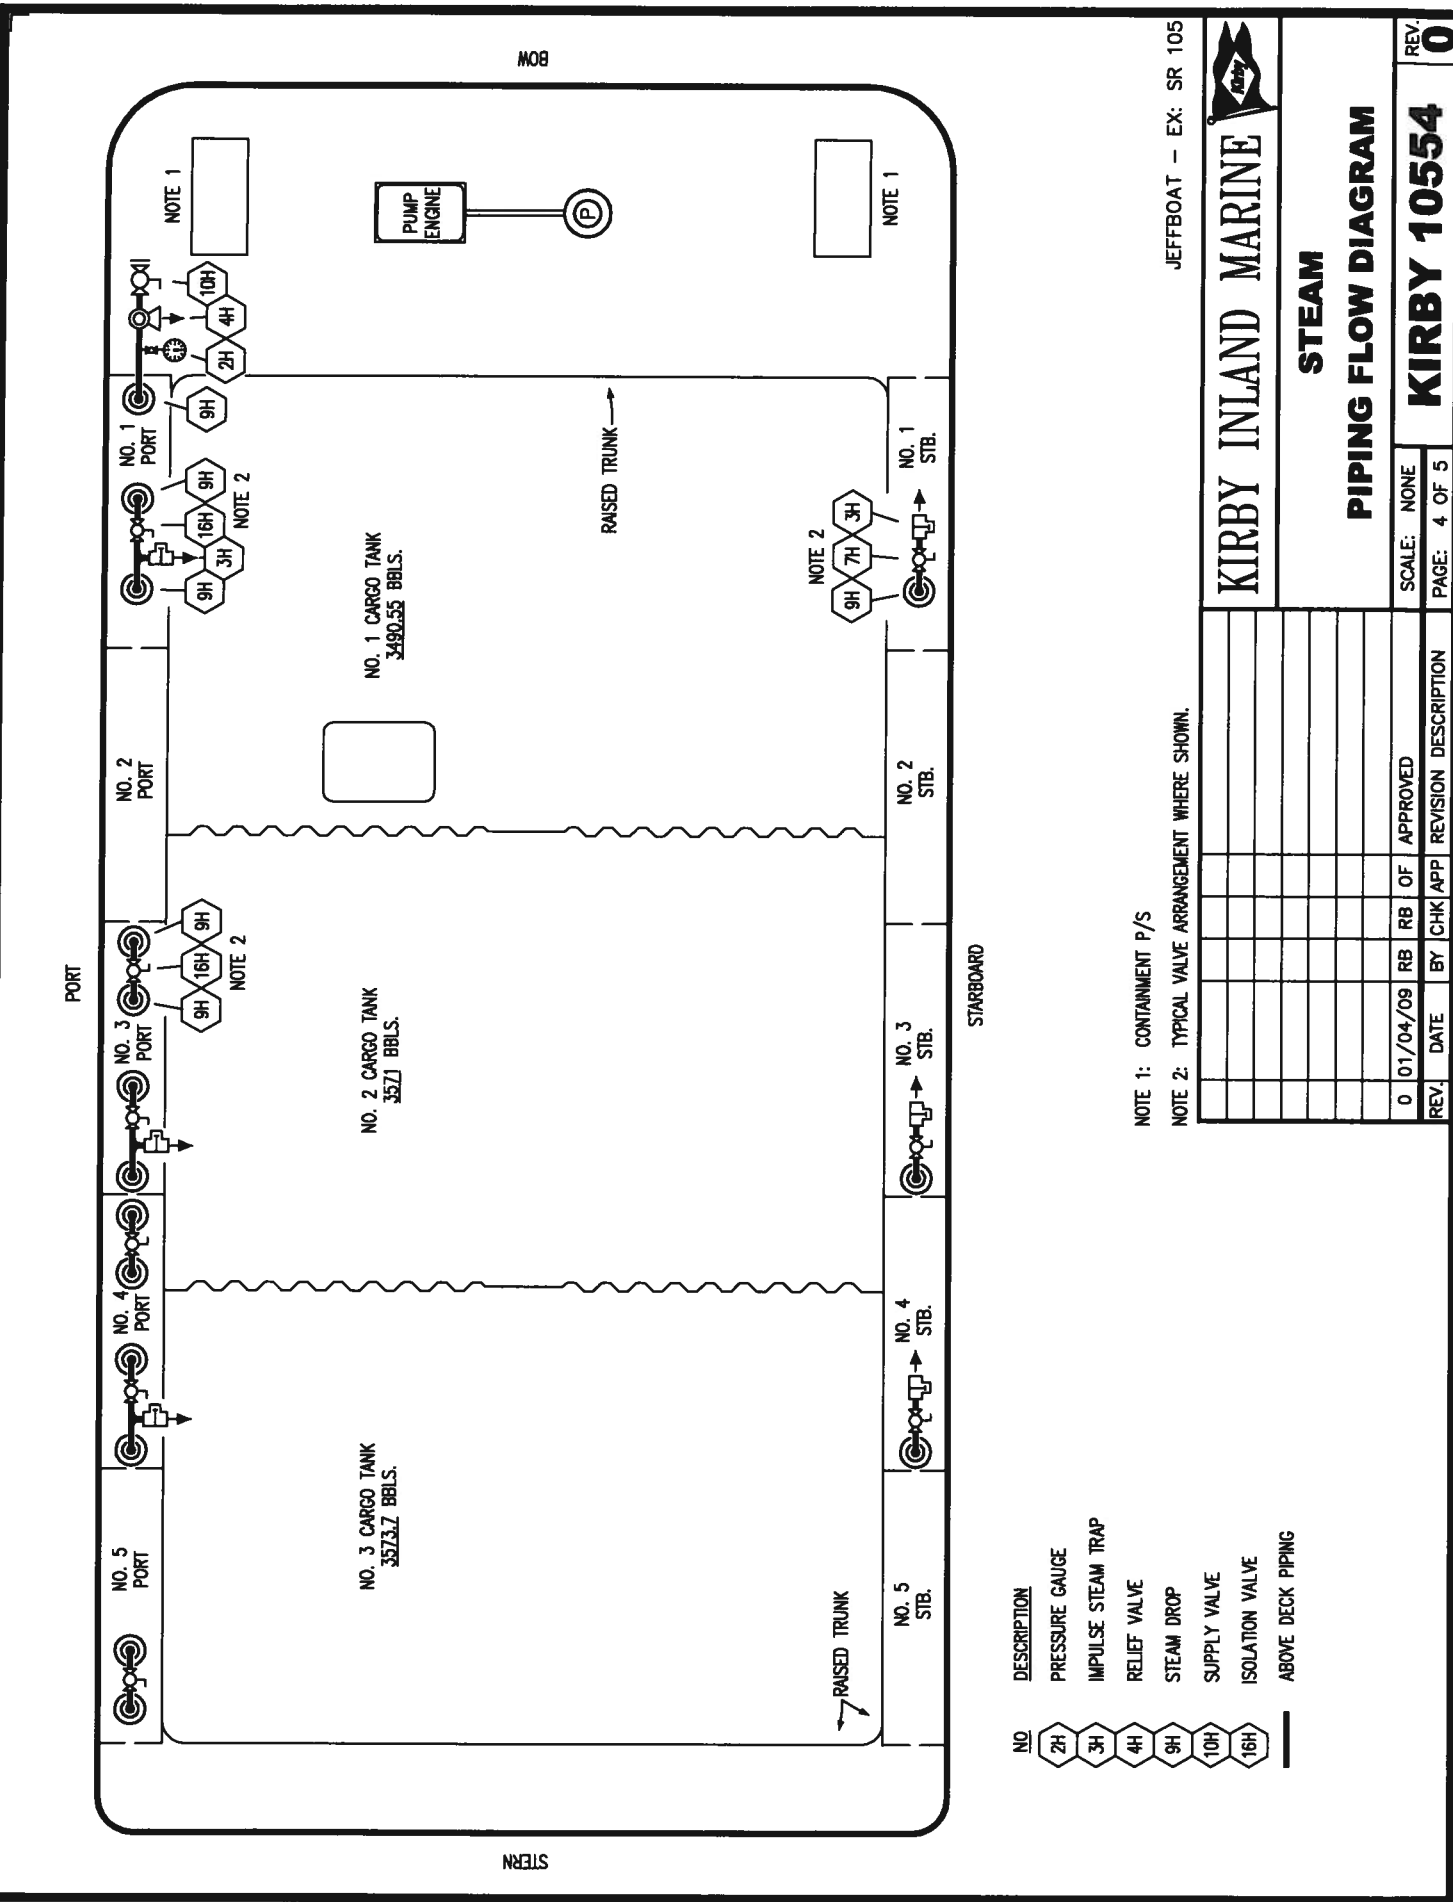 BOW
PORT
STARBOARD
STERN
NOTE 1
NOTE 1
PUMP
ENGINE
P
10H
4H
2H
9H
NO. 1
PORT
9H
16H
3H
9H
NOTE 2
NO. 2
PORT
9H
16H
9H
NOTE 2
NO. 3
PORT
NO. 4
PORT
NO. 5
PORT
NO. 1 CARGO TANK
3490.55 BBLS.
RAISED TRUNK
NO. 2 CARGO TANK
3571 BBLS.
NO. 3 CARGO TANK
3573.7 BBLS.
RAISED TRUNK
NOTE 2
9H
7H
3H
NO. 1
STB.
NO. 2
STB.
NO. 3
STB.
NO. 4
STB.
NO. 5
STB.
NO DESCRIPTION
2H PRESSURE GAUGE
3H IMPULSE STEAM TRAP
4H RELIEF VALVE
9H STEAM DROP
10H SUPPLY VALVE
16H ISOLATION VALVE
ABOVE DECK PIPING
NOTE 1: CONTAINMENT P/S
NOTE 2: TYPICAL VALVE ARRANGEMENT WHERE SHOWN.
JEFFBOAT - EX: SR 105
KIRBY INLAND MARINE
Kirby
STEAM
PIPING FLOW DIAGRAM
0 01/04/09 RB RB OF APPROVED
REV. DATE BY CHK APP REVISION DESCRIPTION
SCALE: NONE
PAGE: 4 OF 5
KIRBY 10554
REV.
0